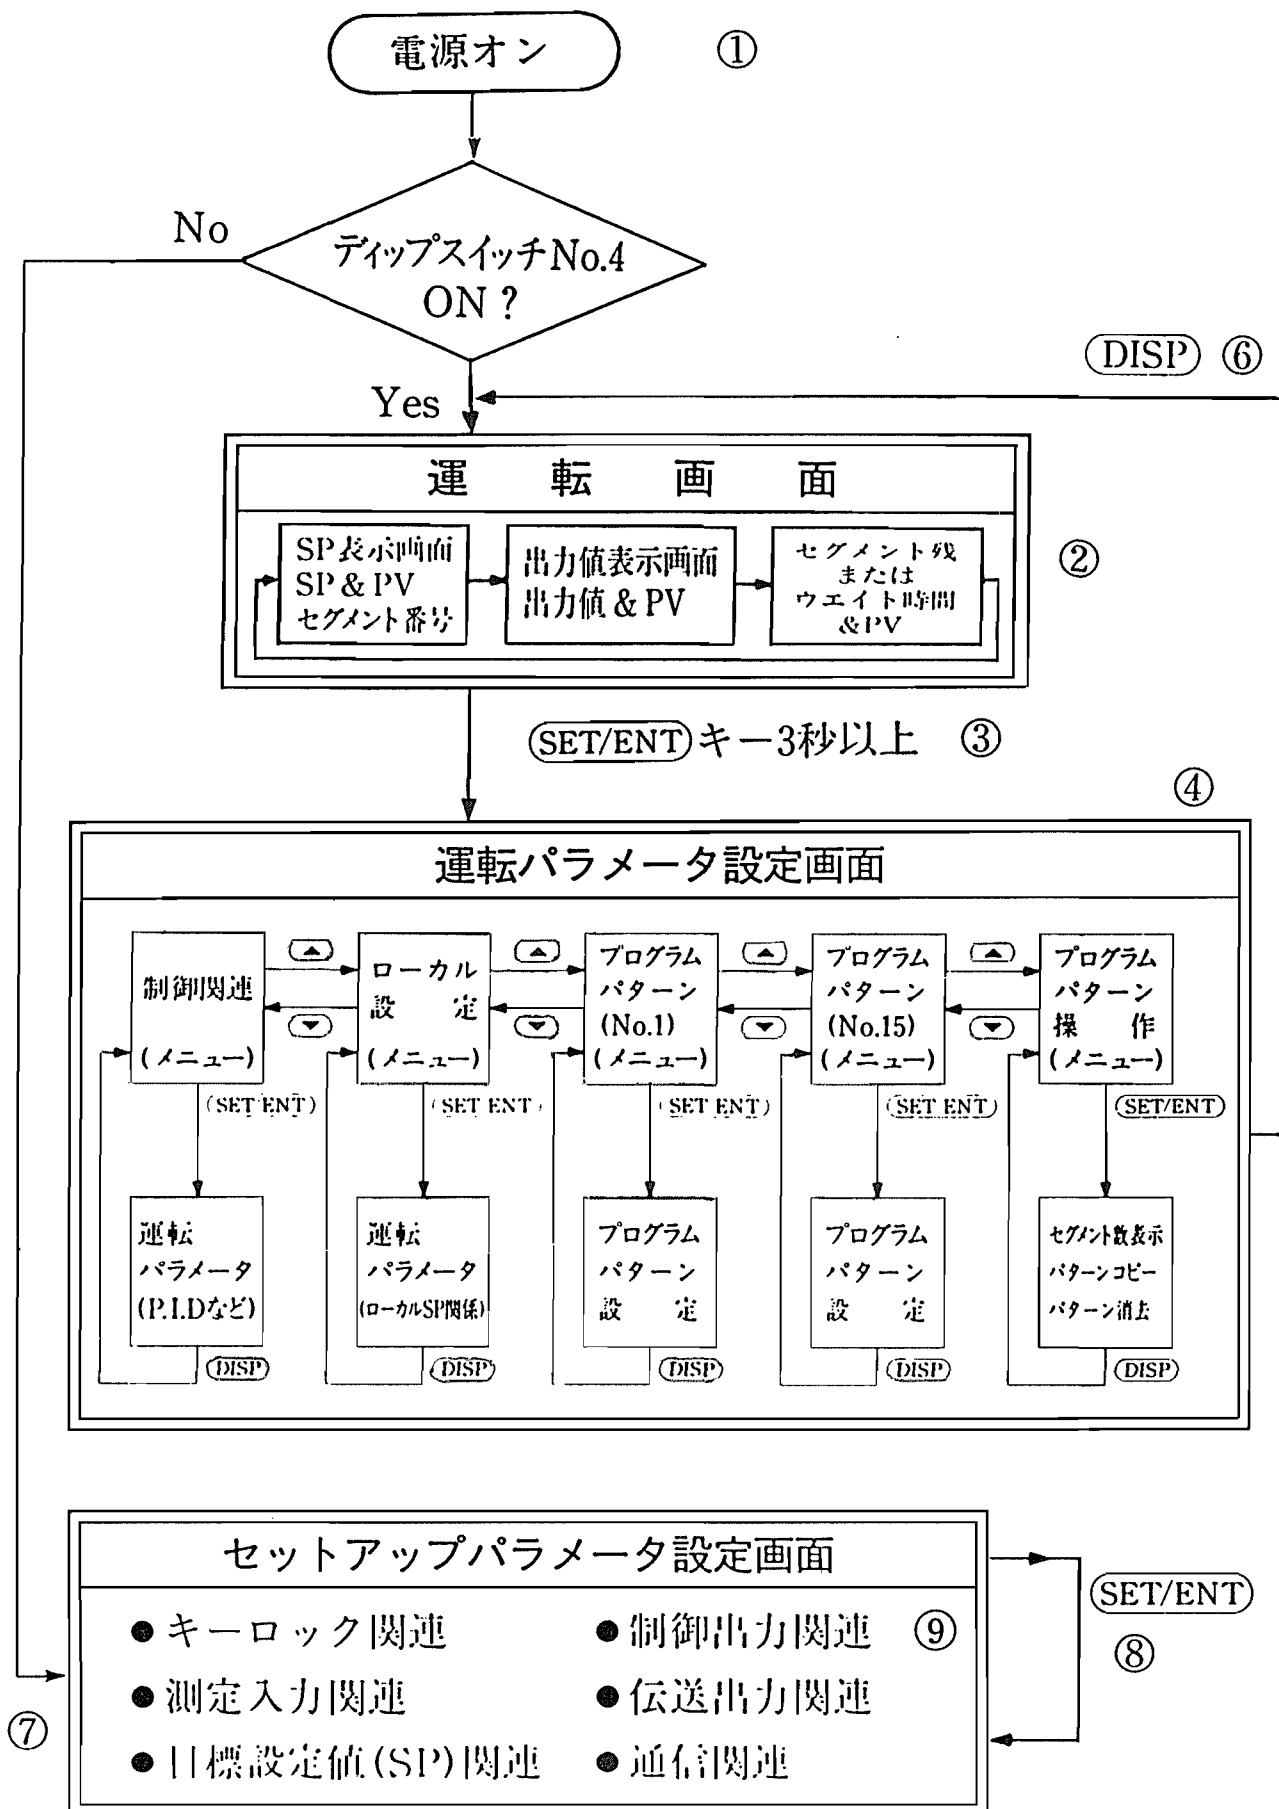 電源オン
①
ディップスイッチNo.4
ON？
No
Yes
DISP ⑥
運転画面
SP表示画面
SP & PV
セグメント番号
出力値表示画面
出力値 & PV
セグメント残
または
ウエイト時間
&PV
②
SET/ENT キー3秒以上 ③
④
運転パラメータ設定画面
制御関連
(メニュー)
▲
▼
ローカル
設定
(メニュー)
▲
▼
プログラム
パターン
(No.1)
(メニュー)
▲
▼
プログラム
パターン
(No.15)
(メニュー)
▲
▼
プログラム
パターン
操作
(メニュー)
SET ENT
SET ENT
SET ENT
SET ENT
SET/ENT
運転
パラメータ
(P.I.Dなど)
運転
パラメータ
(ローカルSP関係)
プログラム
パターン
設定
プログラム
パターン
設定
セグメント数表示
パターンコピー
パターン消去
DISP
DISP
DISP
DISP
DISP
⑦
セットアップパラメータ設定画面
●キーロック関連
●測定入力関連
●目標設定値(SP)関連
●制御出力関連 ⑨
●伝送出力関連
●通信関連
SET/ENT
⑧